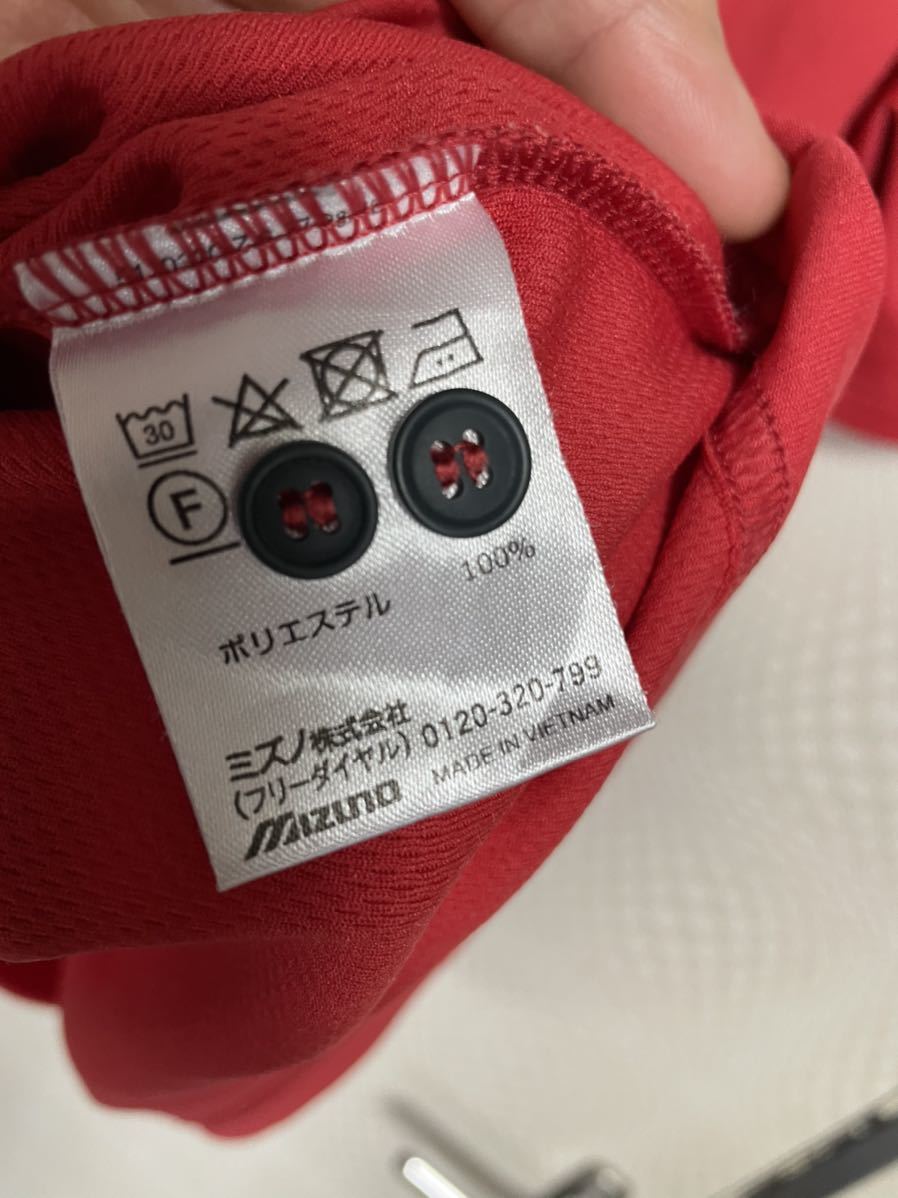 30
F
ポリエステル 100%
ミズノ株式会社
(フリーダイヤル) 0120-320-799
Mizuno MADE IN VIETNAM